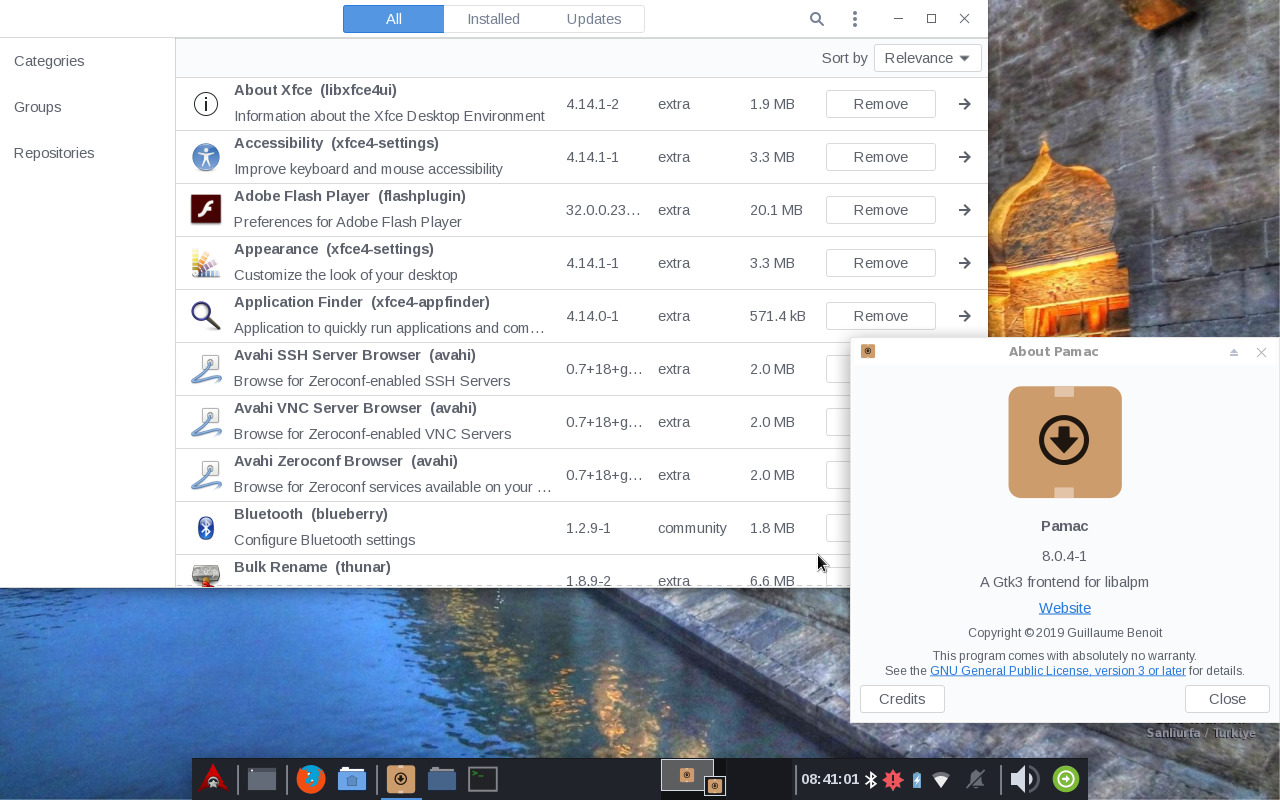 All Installed Updates
Categories
Groups
Repositories
Sort by Relevance
About Xfce (libxfce4ui)
Information about the Xfce Desktop Environment
4.14.1-2 extra 1.9 MB Remove
Accessibility (xfce4-settings)
Improve keyboard and mouse accessibility
4.14.1-1 extra 3.3 MB Remove
Adobe Flash Player (flashplugin)
Preferences for Adobe Flash Player
32.0.0.23… extra 20.1 MB Remove
Appearance (xfce4-settings)
Customize the look of your desktop
4.14.1-1 extra 3.3 MB Remove
Application Finder (xfce4-appfinder)
Application to quickly run applications and com…
4.14.0-1 extra 571.4 kB Remove
Avahi SSH Server Browser (avahi)
Browse for Zeroconf-enabled SSH Servers
0.7+18+g… extra 2.0 MB
Avahi VNC Server Browser (avahi)
Browse for Zeroconf-enabled VNC Servers
0.7+18+g… extra 2.0 MB
Avahi Zeroconf Browser (avahi)
Browse for Zeroconf services available on your …
0.7+18+g… extra 2.0 MB
Bluetooth (blueberry)
Configure Bluetooth settings
1.2.9-1 community 1.8 MB
Bulk Rename (thunar)
1.8.9-2 extra 6.6 MB
About Pamac
Pamac
8.0.4-1
A Gtk3 frontend for libalpm
Website
Copyright © 2019 Guillaume Benoit
This program comes with absolutely no warranty.
See the GNU General Public License, version 3 or later for details.
Credits Close
Sanliurfa / Turkiye
08:41:01